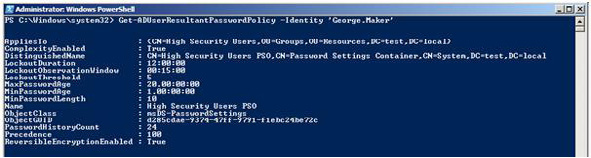 Administrator: Windows PowerShell
PS C:\Windows\system32> Get-ADUserResultantPasswordPolicy -Identity 'George.Maker'
AppliesTo : {CN=High Security Users,OU=Groups,OU=Resources,DC=test,DC=local}
ComplexityEnabled : True
DistinguishedName : CN=High Security Users PSO,CN=Password Settings Container,CN=System,DC=test,DC=local
LockoutDuration : 12:00:00
LockoutObservationWindow : 00:15:00
LockoutThreshold : 5
MaxPasswordAge : 20.00:00:00
MinPasswordAge : 1.00:00:00
MinPasswordLength : 10
Name : High Security Users PSO
ObjectClass : msDS-PasswordSettings
ObjectGUID : d285cdae-9374-47ff-9791-f1ebc24be72c
PasswordHistoryCount : 24
Precedence : 100
ReversibleEncryptionEnabled : True